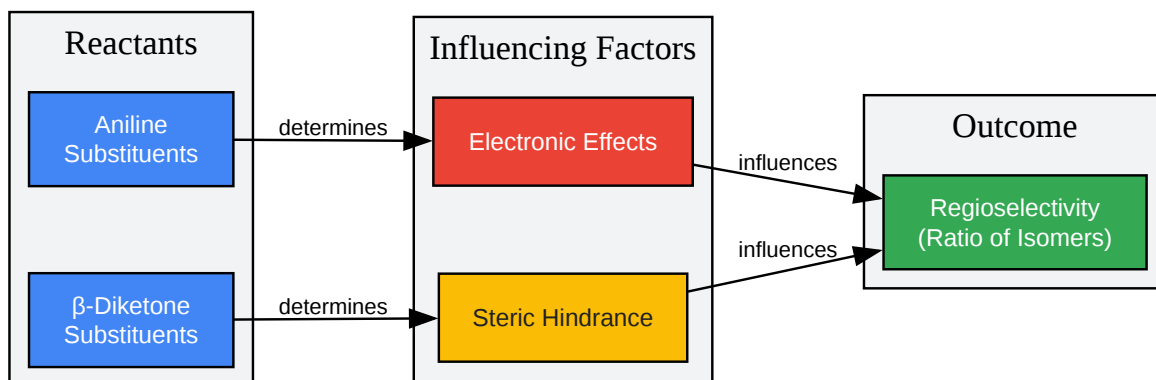 Reactants
Aniline
Substituents
β-Diketone
Substituents
determines
determines
Influencing Factors
Electronic Effects
Steric Hindrance
influences
influences
Outcome
Regioselectivity
(Ratio of Isomers)